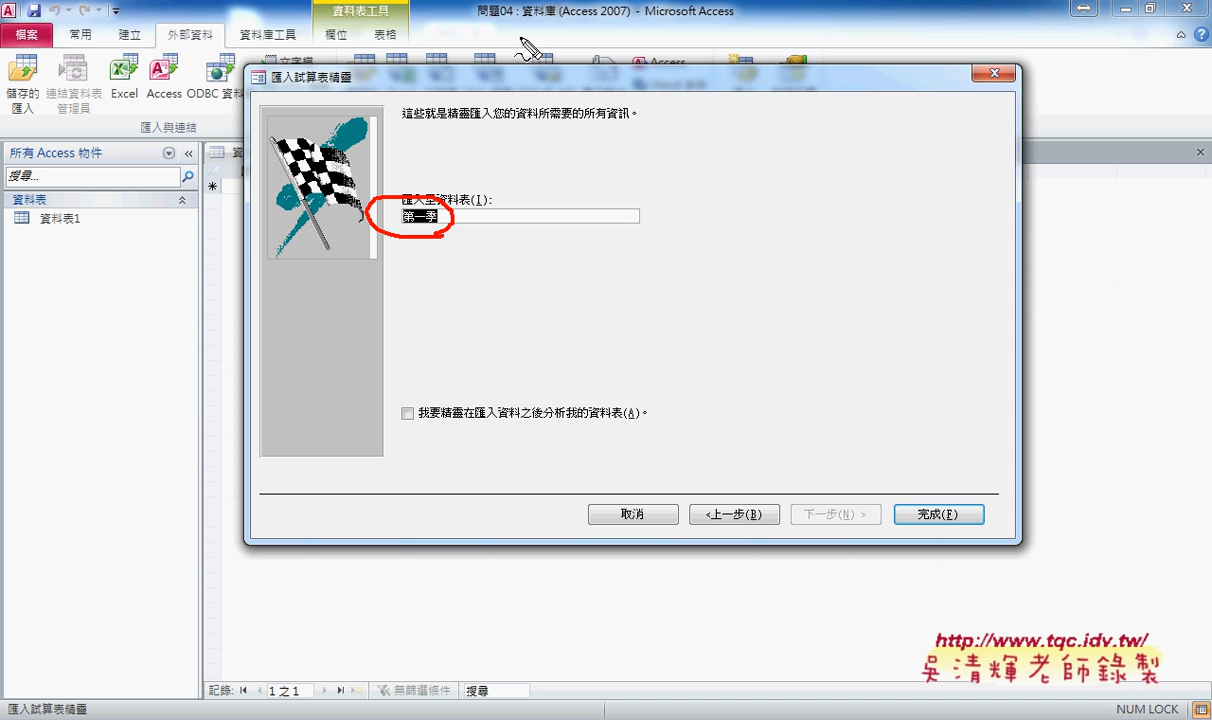 問題04 : 資料庫 (Access 2007) - Microsoft Access
資料表工具
檔案 常用 建立 外部資料 資料庫工具 欄位 表格
儲存的匯入
連結資料表管理員
Excel
Access
ODBC 資料
文字檔
Access
匯入與連結
匯入試算表精靈
所有 Access 物件
搜尋...
資料表
資料表1
這些就是精靈匯入您的資料所需要的所有資訊。
匯入至資料表(I):
第一季
我要精靈在匯入資料之後分析我的資料表(A)。
取消 <上一步(B) 下一步(N) > 完成(F)
http://www.tqc.idv.tw/
吳清輝老師錄製
記錄: 1 之 1 無篩選條件 搜尋
匯入試算表精靈 NUM LOCK